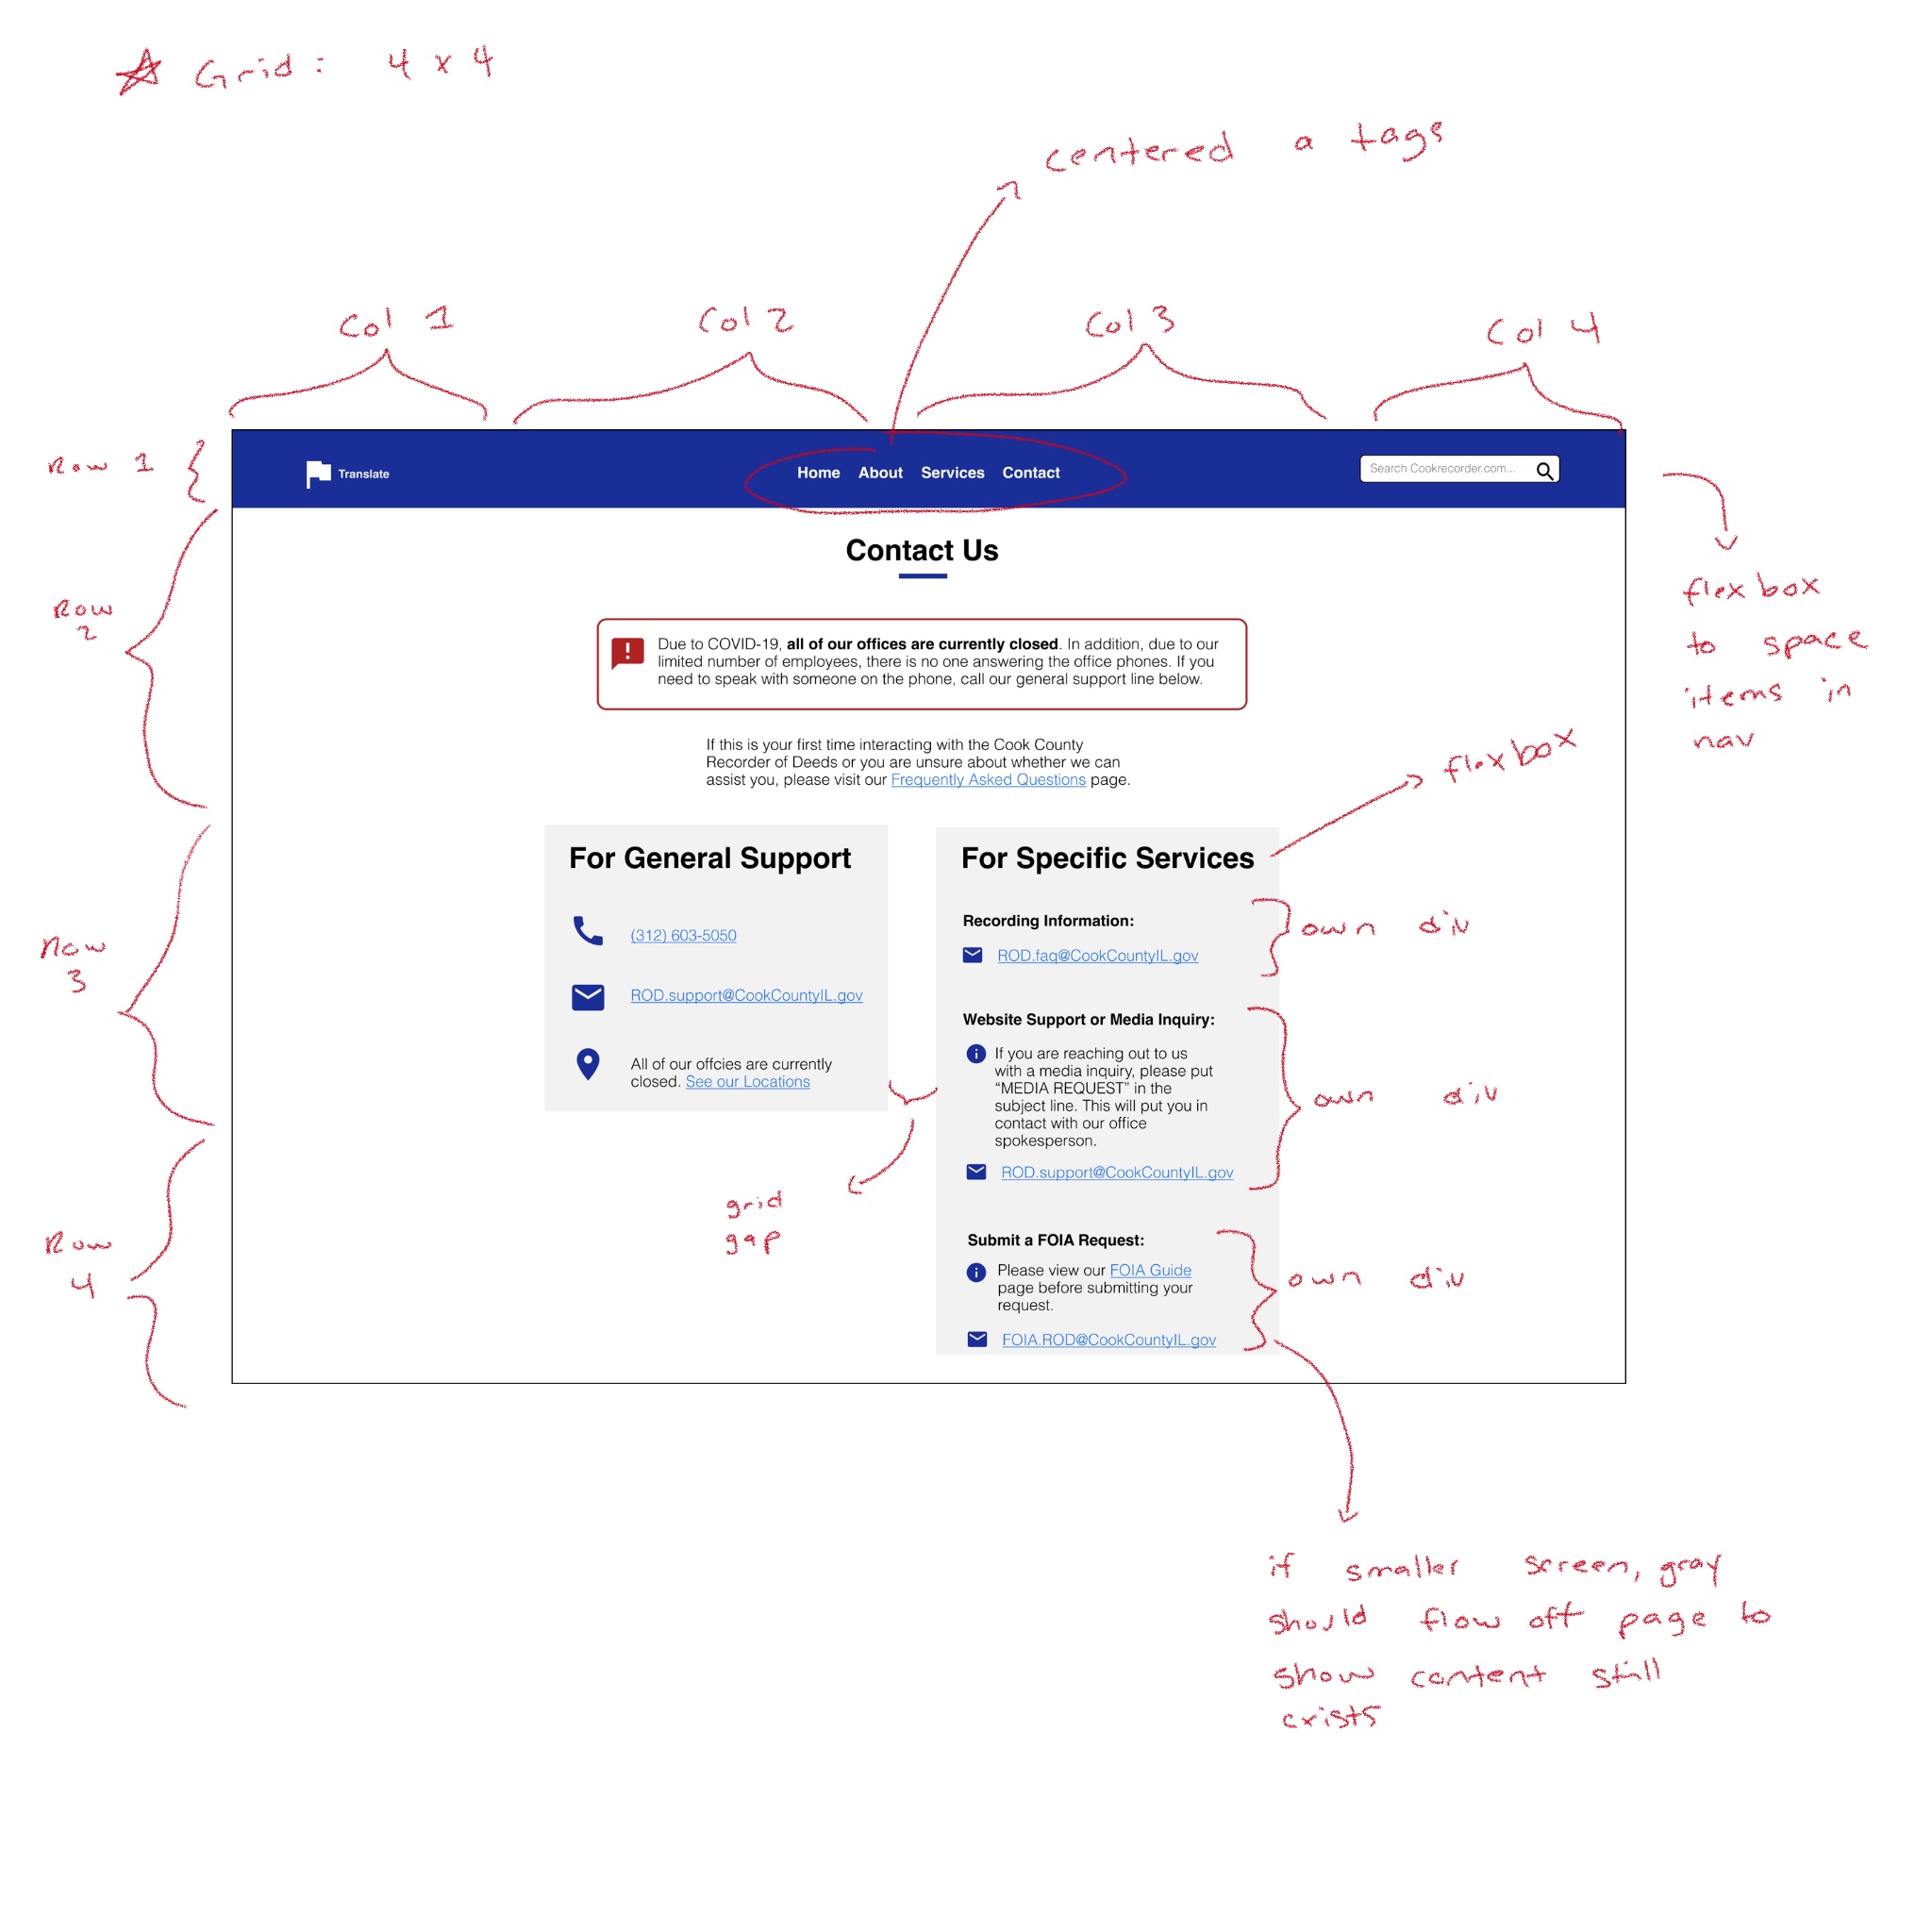 ☆ Grid: 4 x 4
centered a tags
Col 1
Col 2
Col 3
Col 4
Row 1
Translate
Home About Services Contact
Search Cookrecorder.com...
flexbox
to space
items in
nav
Contact Us
Row
2
Due to COVID-19, all of our offices are currently closed. In addition, due to our
limited number of employees, there is no one answering the office phones. If you
need to speak with someone on the phone, call our general support line below.
If this is your first time interacting with the Cook County
Recorder of Deeds or you are unsure about whether we can
assist you, please visit our Frequently Asked Questions page.
flexbox
Row
3
For General Support
(312) 603-5050
ROD.support@CookCountyIL.gov
All of our offcies are currently
closed. See our Locations
For Specific Services
Recording Information:
ROD.faq@CookCountyIL.gov
own div
Website Support or Media Inquiry:
If you are reaching out to us
with a media inquiry, please put
“MEDIA REQUEST” in the
subject line. This will put you in
contact with our office
spokesperson.
ROD.support@CookCountyIL.gov
own div
grid
gap
Row
4
Submit a FOIA Request:
Please view our FOIA Guide
page before submitting your
request.
FOIA.ROD@CookCountyIL.gov
own div
if smaller screen, gray
should flow off page to
show content still
exists